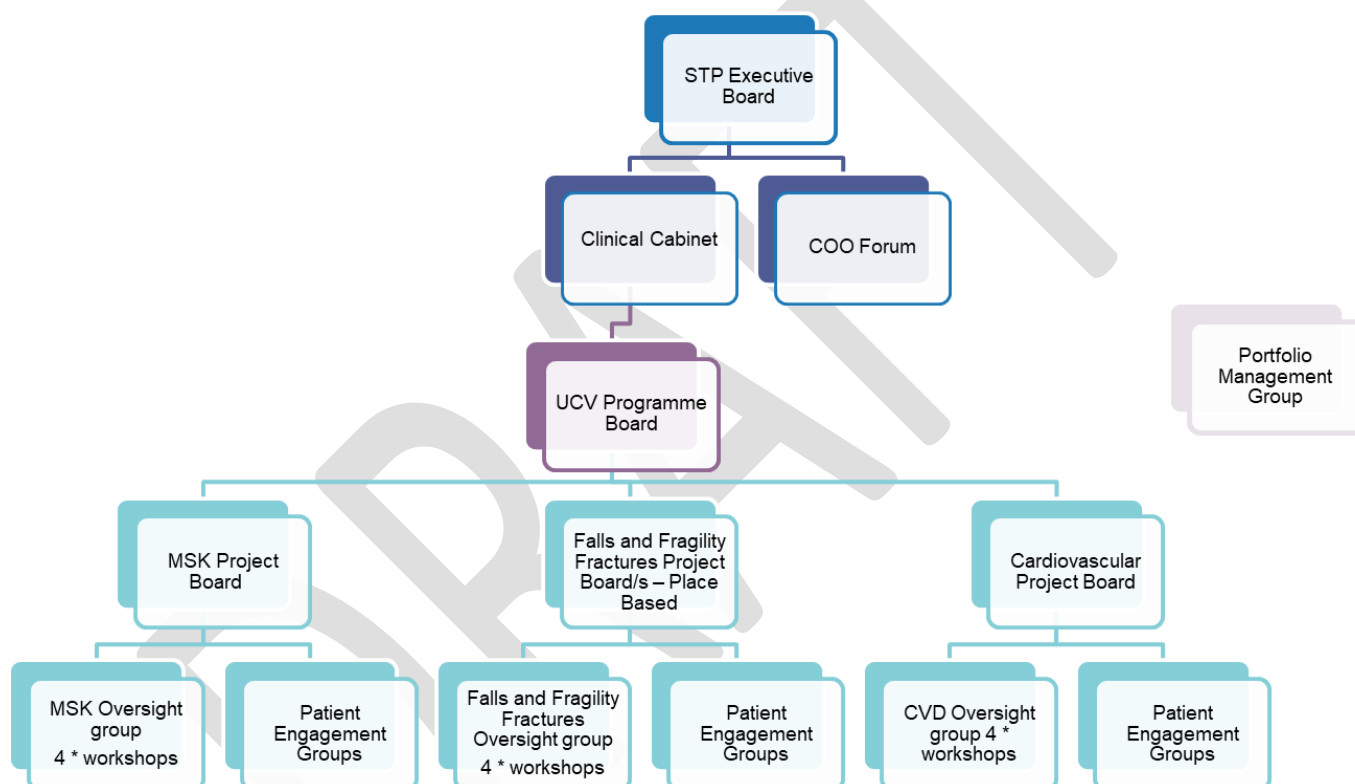 STP Executive
Board
Clinical Cabinet
COO Forum
Portfolio
Management
Group
UCV Programme
Board
MSK Project
Board
Falls and Fragility
Fractures Project
Board/s – Place
Based
Cardiovascular
Project Board
MSK Oversight
group
4 * workshops
Patient
Engagement
Groups
Falls and Fragility
Fractures
Oversight group
4 * workshops
Patient
Engagement
Groups
CVD Oversight
group 4 *
workshops
Patient
Engagement
Groups
DRAFT